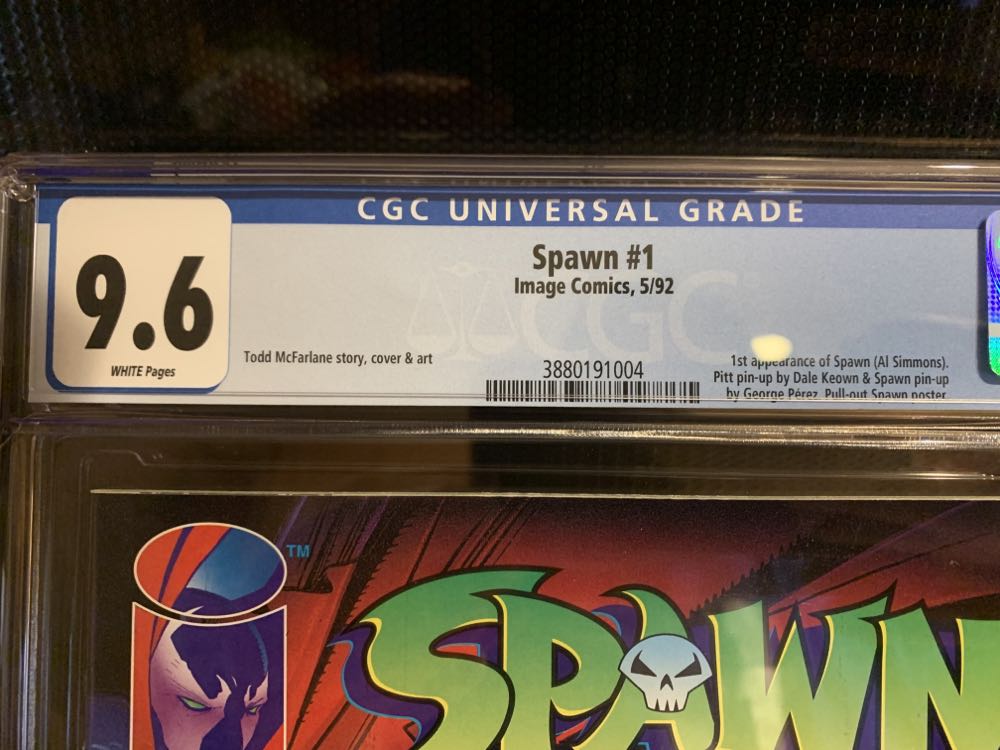 CGC UNIVERSAL GRADE
9.6
WHITE Pages
Spawn #1
Image Comics, 5/92
CGC
Todd McFarlane story, cover & art
3880191004
1st appearance of Spawn (Al Simmons).
Pitt pin-up by Dale Keown & Spawn pin-up
by George Pérez. Pull-out Spawn poster.
TM
SPAWN